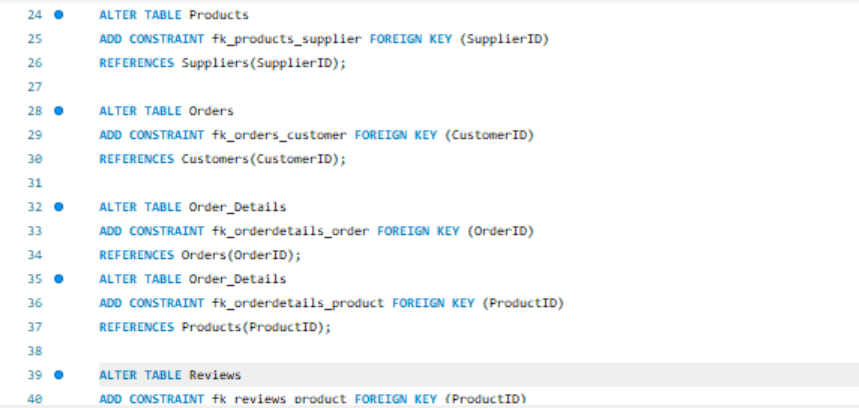 24 ALTER TABLE Products
25 ADD CONSTRAINT fk_products_supplier FOREIGN KEY (SupplierID)
26 REFERENCES Suppliers(SupplierID);
27
28 ALTER TABLE Orders
29 ADD CONSTRAINT fk_orders_customer FOREIGN KEY (CustomerID)
30 REFERENCES Customers(CustomerID);
31
32 ALTER TABLE Order_Details
33 ADD CONSTRAINT fk_orderdetails_order FOREIGN KEY (OrderID)
34 REFERENCES Orders(OrderID);
35 ALTER TABLE Order_Details
36 ADD CONSTRAINT fk_orderdetails_product FOREIGN KEY (ProductID)
37 REFERENCES Products(ProductID);
38
39 ALTER TABLE Reviews
40 ADD CONSTRAINT fk_reviews_product FOREIGN KEY (ProductID)